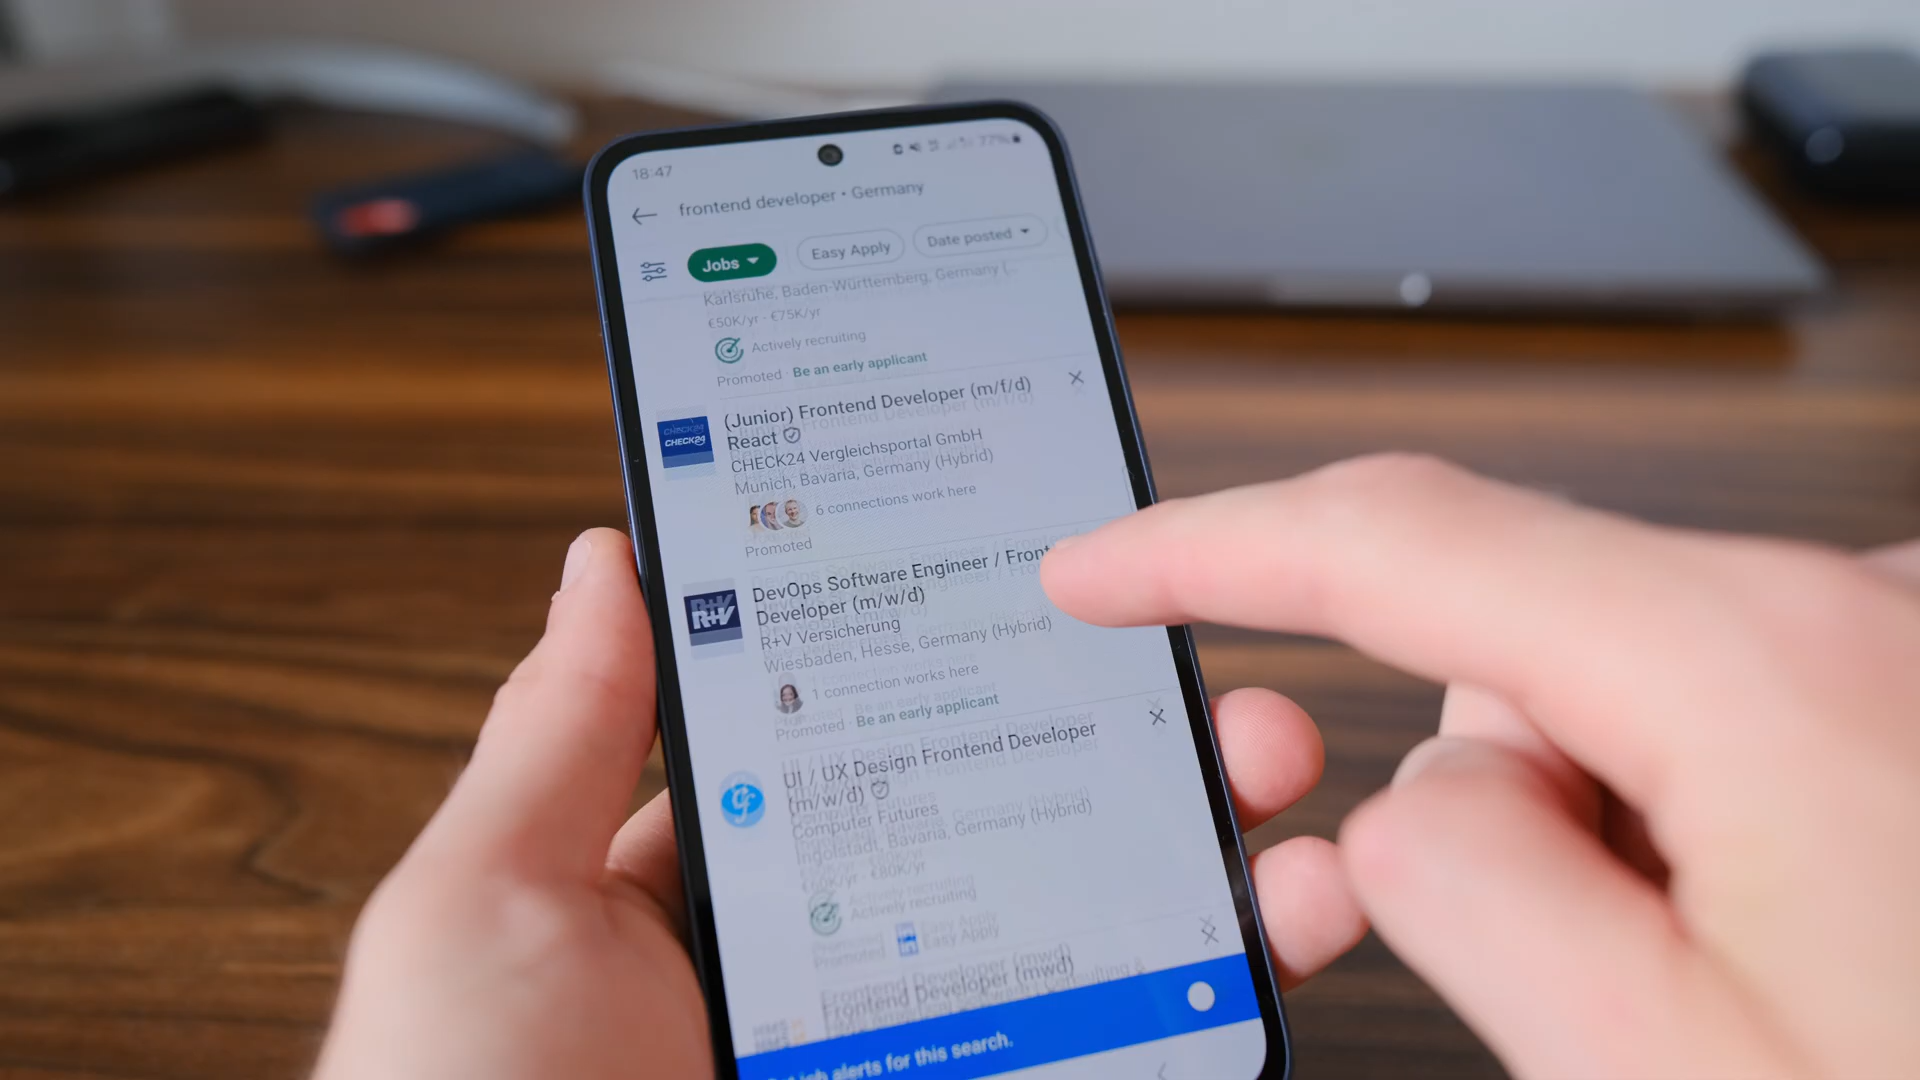 18:47
77%
frontend developer • Germany
Jobs
Easy Apply
Date posted
Karlsruhe, Baden-Württemberg, Germany (...
€50K/yr - €75K/yr
Actively recruiting
Promoted · Be an early applicant
(Junior) Frontend Developer (m/f/d)
React
CHECK24
CHECK24 Vergleichsportal GmbH
Munich, Bavaria, Germany (Hybrid)
6 connections work here
Promoted
DevOps Software Engineer / Front
Developer (m/w/d)
R+V
R+V Versicherung
Wiesbaden, Hesse, Germany (Hybrid)
1 connection works here
Promoted · Be an early applicant
UI / UX Design Frontend Developer
(m/w/d)
Computer Futures
Ingolstadt, Bavaria, Germany (Hybrid)
€60K/yr - €80K/yr
Actively recruiting
Promoted
in Easy Apply
Frontend Developer (mwd)
job alerts for this search.